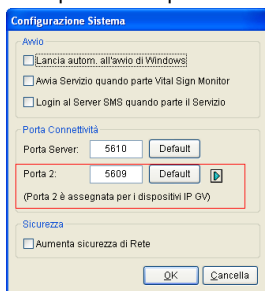 Configurazione Sistema
Avvio
Lancia autom. all'avvio di Windows
Avvia Servizio quando parte Vital Sign Monitor
Login al Server SMS quando parte il Servizio
Porta Connettività
Porta Server: 5610 Default
Porta 2: 5609 Default
(Porta 2 è assegnata per i dispositivi IP GV)
Sicurezza
Aumenta sicurezza di Rete
OK Cancella